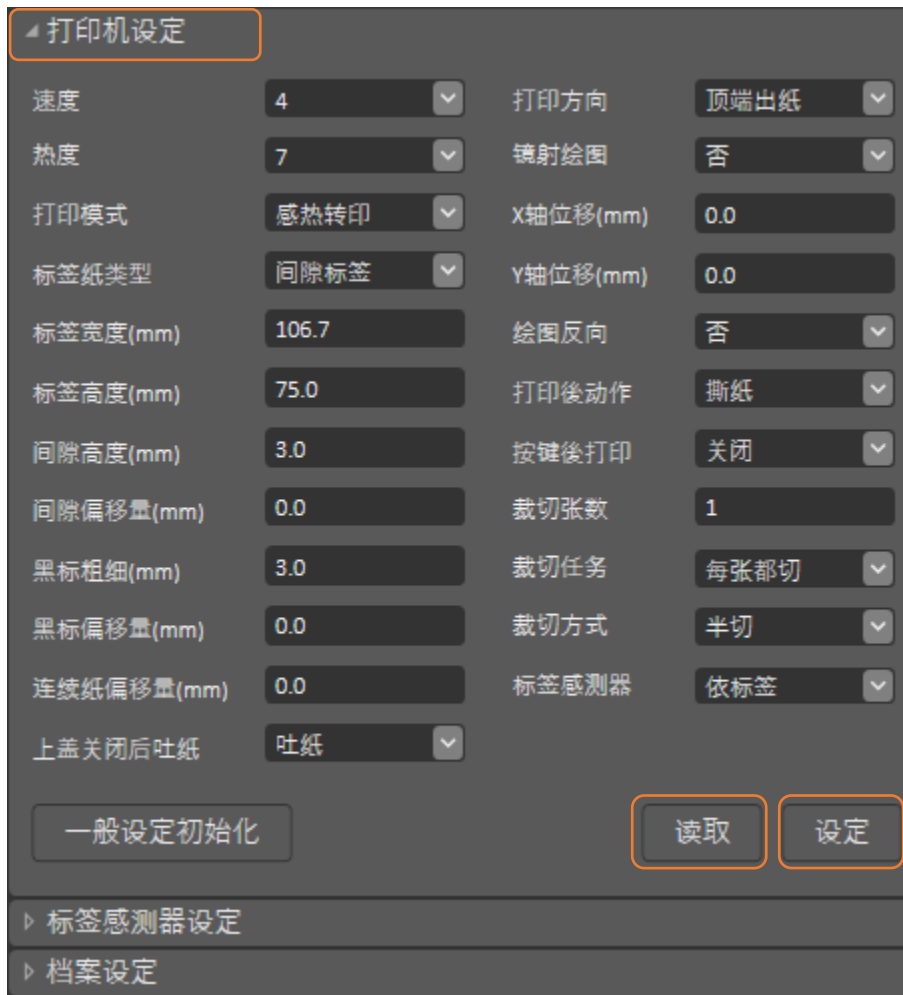 打印机设定
速度 4 打印方向 顶端出纸
热度 7 镜射绘图 否
打印模式 感热转印 X轴位移(mm) 0.0
标签纸类型 间隙标签 Y轴位移(mm) 0.0
标签宽度(mm) 106.7 绘图反向 否
标签高度(mm) 75.0 打印後动作 撕纸
间隙高度(mm) 3.0 按键後打印 关闭
间隙偏移量(mm) 0.0 裁切张数 1
黑标粗细(mm) 3.0 裁切任务 每张都切
黑标偏移量(mm) 0.0 裁切方式 半切
连续纸偏移量(mm) 0.0 标签感测器 依标签
上盖关闭后吐纸 吐纸
一般设定初始化 读取 设定
标签感测器设定
档案设定